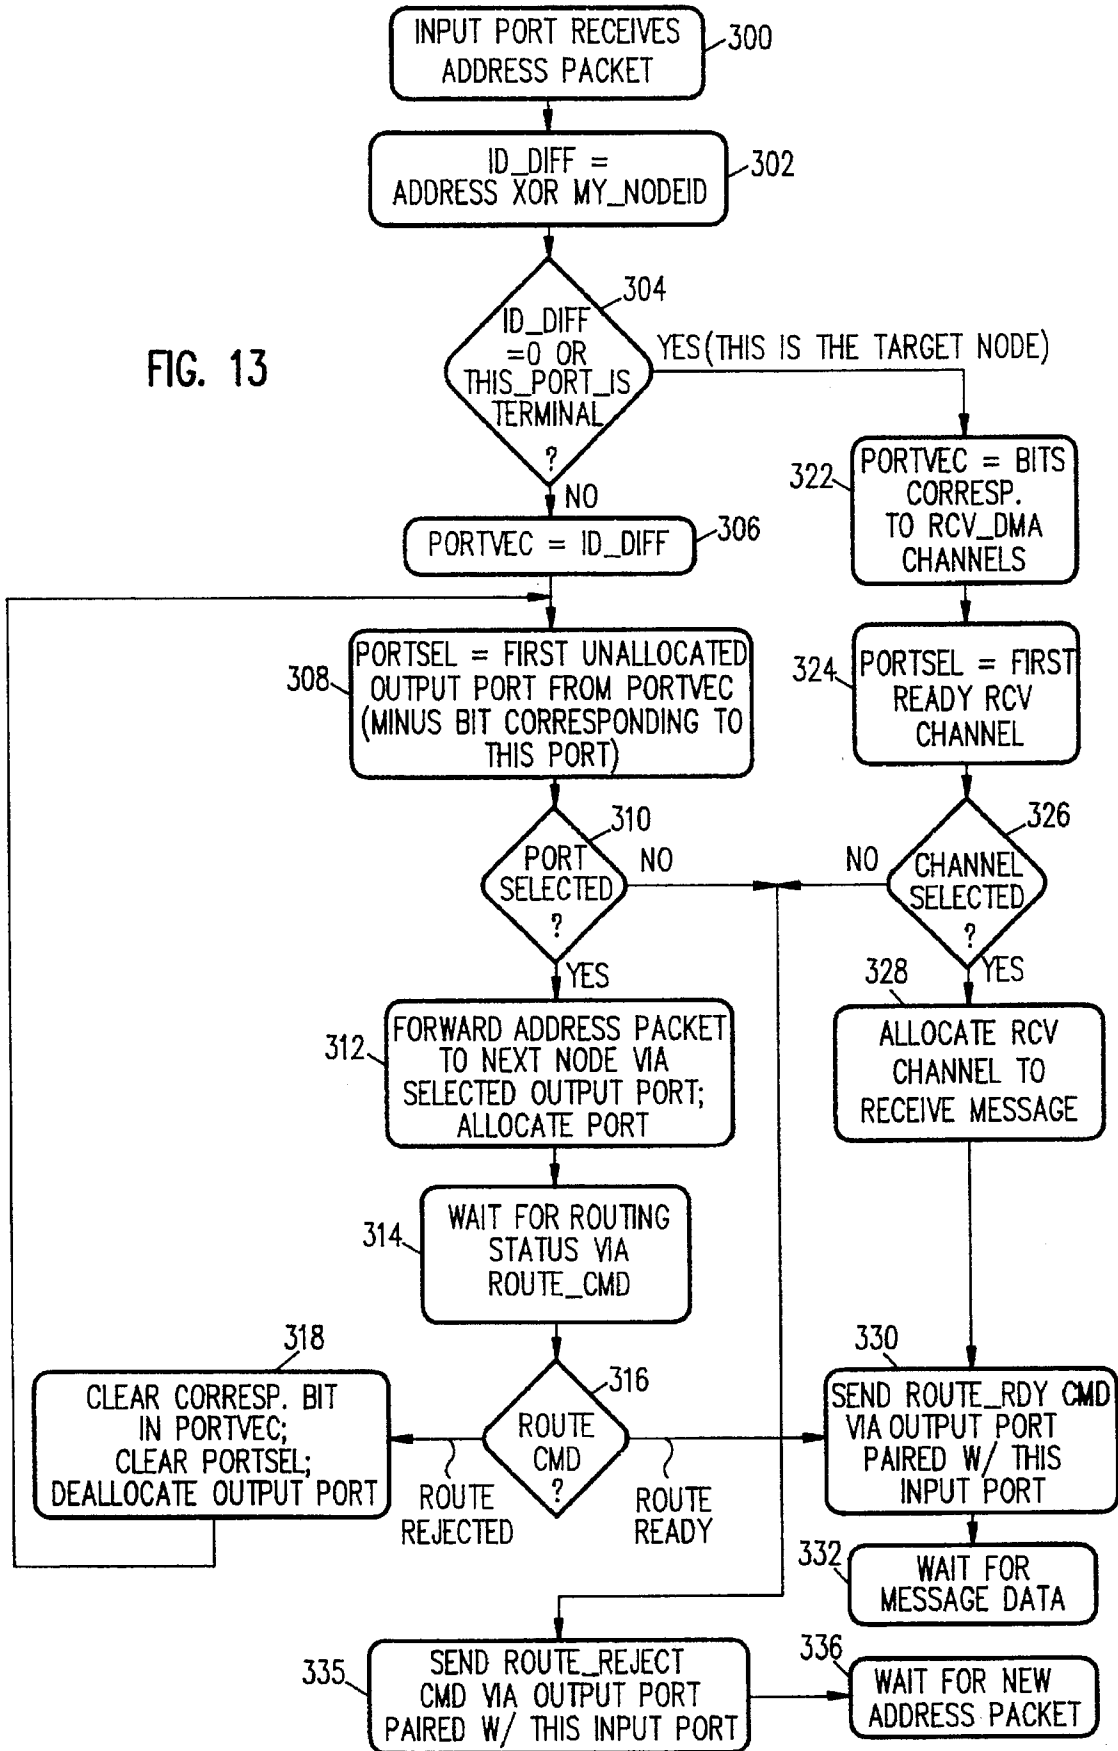 INPUT PORT RECEIVES
ADDRESS PACKET
300
ID_DIFF =
ADDRESS XOR MY_NODEID
302
304
ID_DIFF
=0 OR
THIS_PORT_IS
TERMINAL
?
YES (THIS IS THE TARGET NODE)
FIG. 13
NO
PORTVEC = ID_DIFF
306
322
PORTVEC = BITS
CORRESP.
TO RCV_DMA
CHANNELS
308
PORTSEL = FIRST UNALLOCATED
OUTPUT PORT FROM PORTVEC
(MINUS BIT CORRESPONDING TO
THIS PORT)
324
PORTSEL = FIRST
READY RCV
CHANNEL
310
PORT
SELECTED
?
NO
YES
326
NO
CHANNEL
SELECTED
?
YES
312
FORWARD ADDRESS PACKET
TO NEXT NODE VIA
SELECTED OUTPUT PORT;
ALLOCATE PORT
328
ALLOCATE RCV
CHANNEL TO
RECEIVE MESSAGE
314
WAIT FOR ROUTING
STATUS VIA
ROUTE_CMD
318
CLEAR CORRESP. BIT
IN PORTVEC;
CLEAR PORTSEL;
DEALLOCATE OUTPUT PORT
316
ROUTE
CMD
?
ROUTE
REJECTED
ROUTE
READY
330
SEND ROUTE_RDY CMD
VIA OUTPUT PORT
PAIRED W/ THIS
INPUT PORT
332
WAIT FOR
MESSAGE DATA
335
SEND ROUTE_REJECT
CMD VIA OUTPUT PORT
PAIRED W/ THIS INPUT PORT
336
WAIT FOR NEW
ADDRESS PACKET